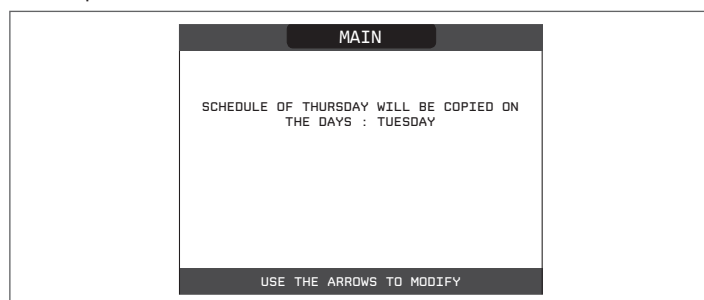 MAIN
SCHEDULE OF THURSDAY WILL BE COPIED ON
THE DAYS : TUESDAY
USE THE ARROWS TO MODIFY